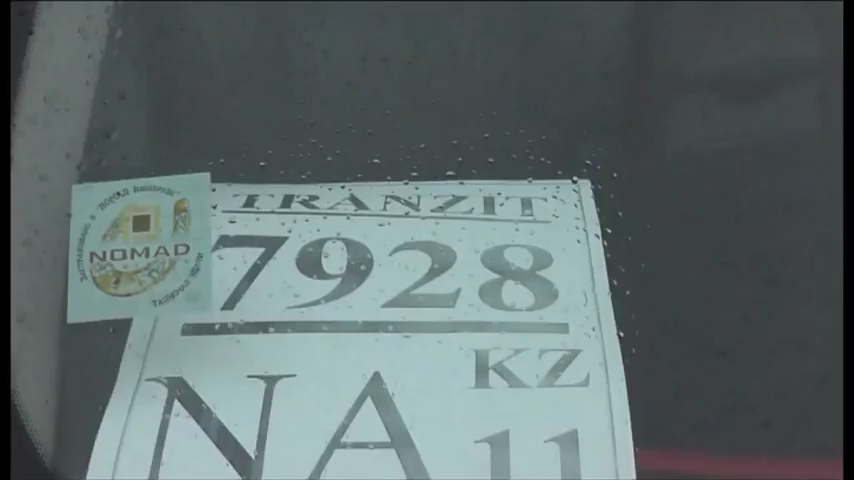 TRANZIT
7928
KZ
NA 11
NOMAD